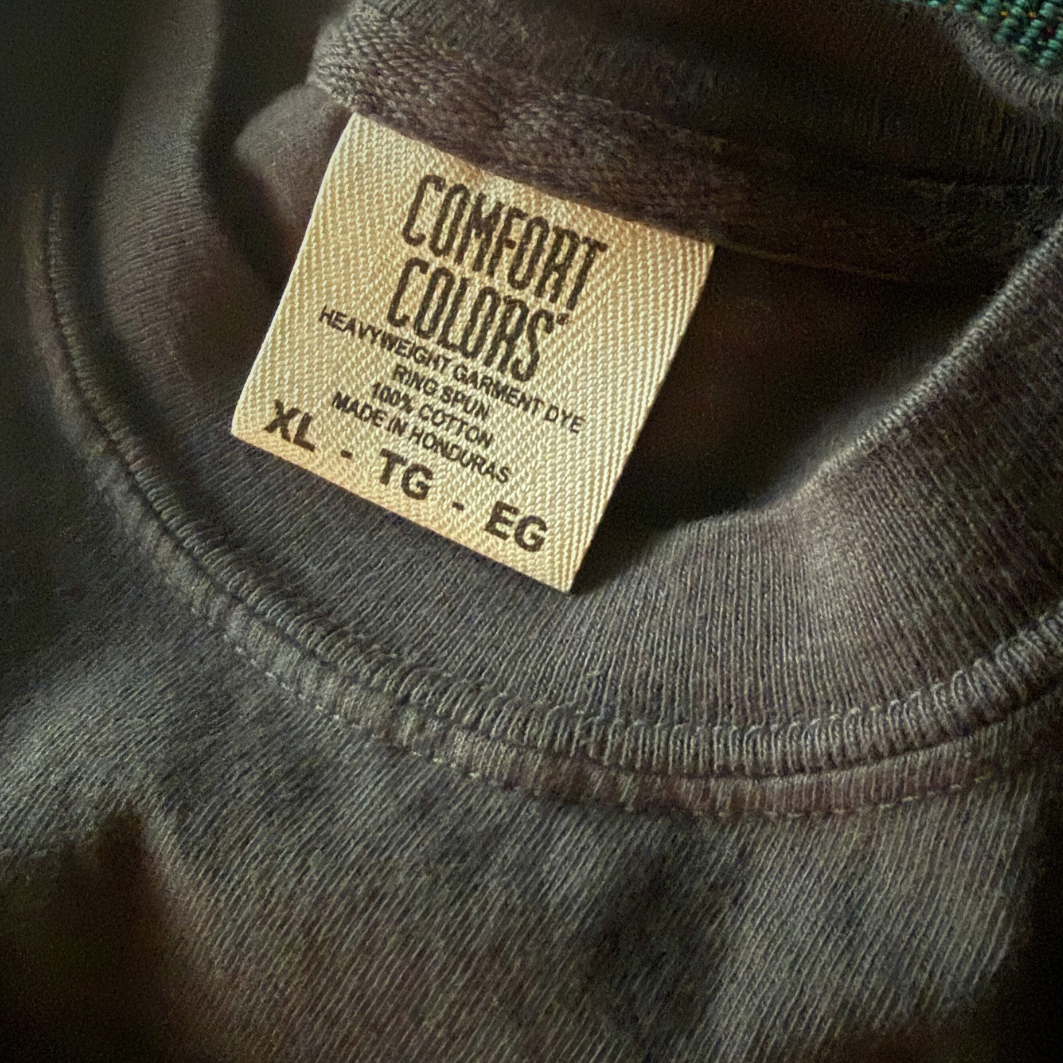 COMFORT
COLORS®
HEAVYWEIGHT GARMENT DYE
RING SPUN
100% COTTON
MADE IN HONDURAS
XL - TG - EG